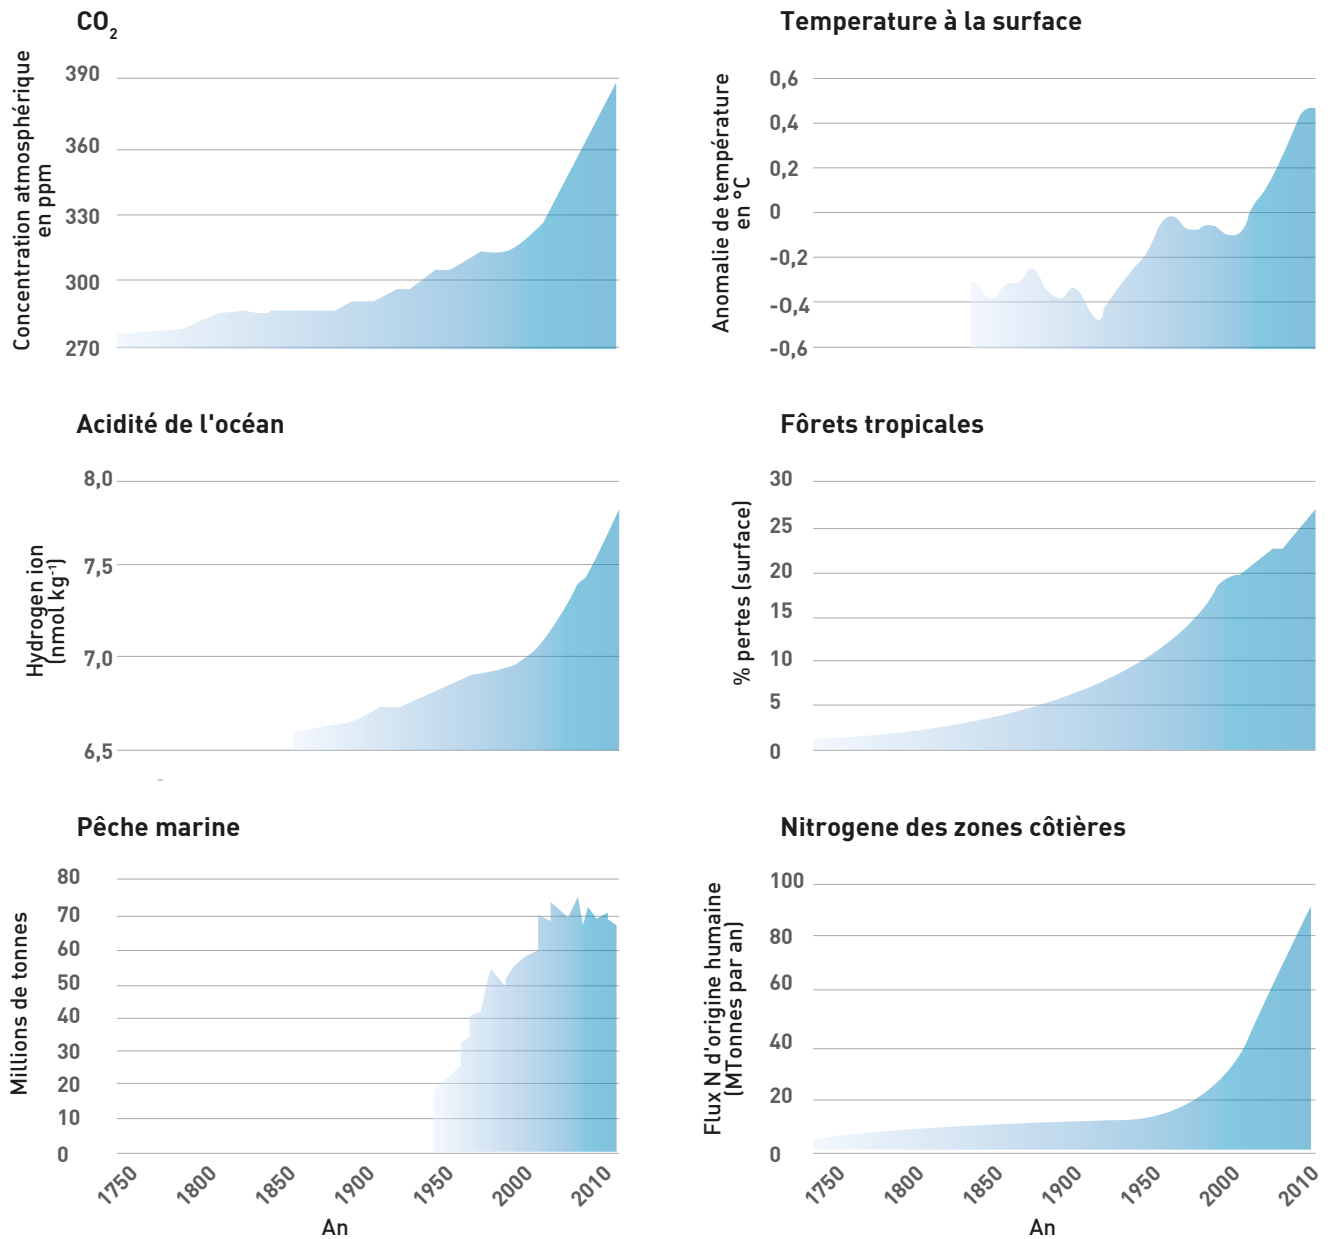 CO2
Concentration atmosphérique
en ppm
390
360
330
300
270
Temperature à la surface
Anomalie de température
en °C
0,6
0,4
0,2
0
-0,2
-0,4
-0,6
Acidité de l'océan
Hydrogen ion
(nmol kg-1)
8,0
7,5
7,0
6,5
Fôrets tropicales
% pertes (surface)
30
25
20
15
10
5
0
Pêche marine
Millions de tonnes
80
70
60
50
40
30
20
10
0
1750
1800
1850
1900
1950
2000
2010
An
Nitrogene des zones côtières
Flux N d'origine humaine
(MTonnes par an)
100
80
60
40
20
0
1750
1800
1850
1900
1950
2000
2010
An